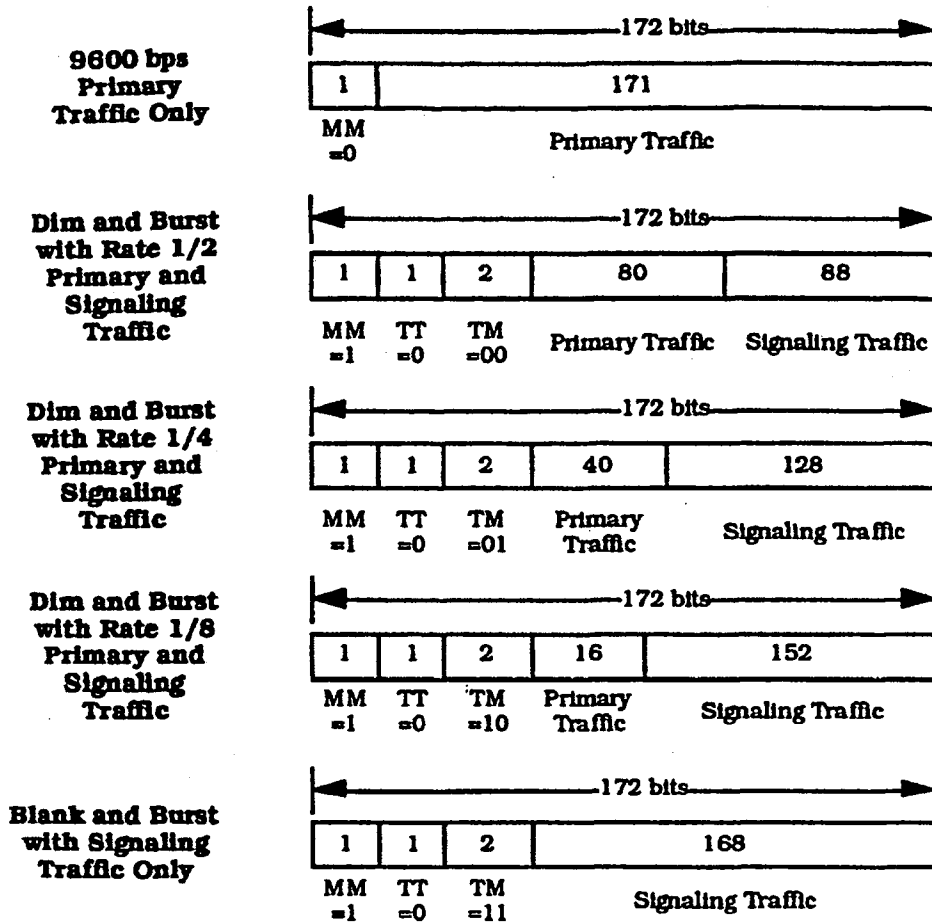 172 bits
9600 bps
Primary
Traffic Only
1 171
MM
=0
Primary Traffic
172 bits
Dim and Burst
with Rate 1/2
Primary and
Signaling
Traffic
1 1 2 80 88
MM TT TM
=1 =0 =00
Primary Traffic Signaling Traffic
172 bits
Dim and Burst
with Rate 1/4
Primary and
Signaling
Traffic
1 1 2 40 128
MM TT TM
=1 =0 =01
Primary
Traffic
Signaling Traffic
172 bits
Dim and Burst
with Rate 1/8
Primary and
Signaling
Traffic
1 1 2 16 152
MM TT TM
=1 =0 =10
Primary
Traffic
Signaling Traffic
172 bits
Blank and Burst
with Signaling
Traffic Only
1 1 2 168
MM TT TM
=1 =0 =11
Signaling Traffic